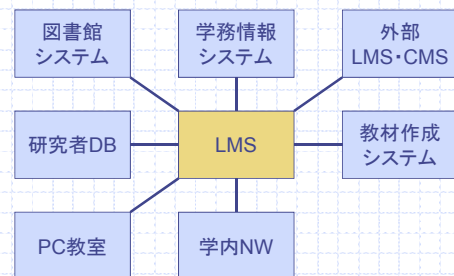 図書館
システム
学務情報
システム
外部
LMS・CMS
研究者DB
LMS
教材作成
システム
PC教室
学内NW